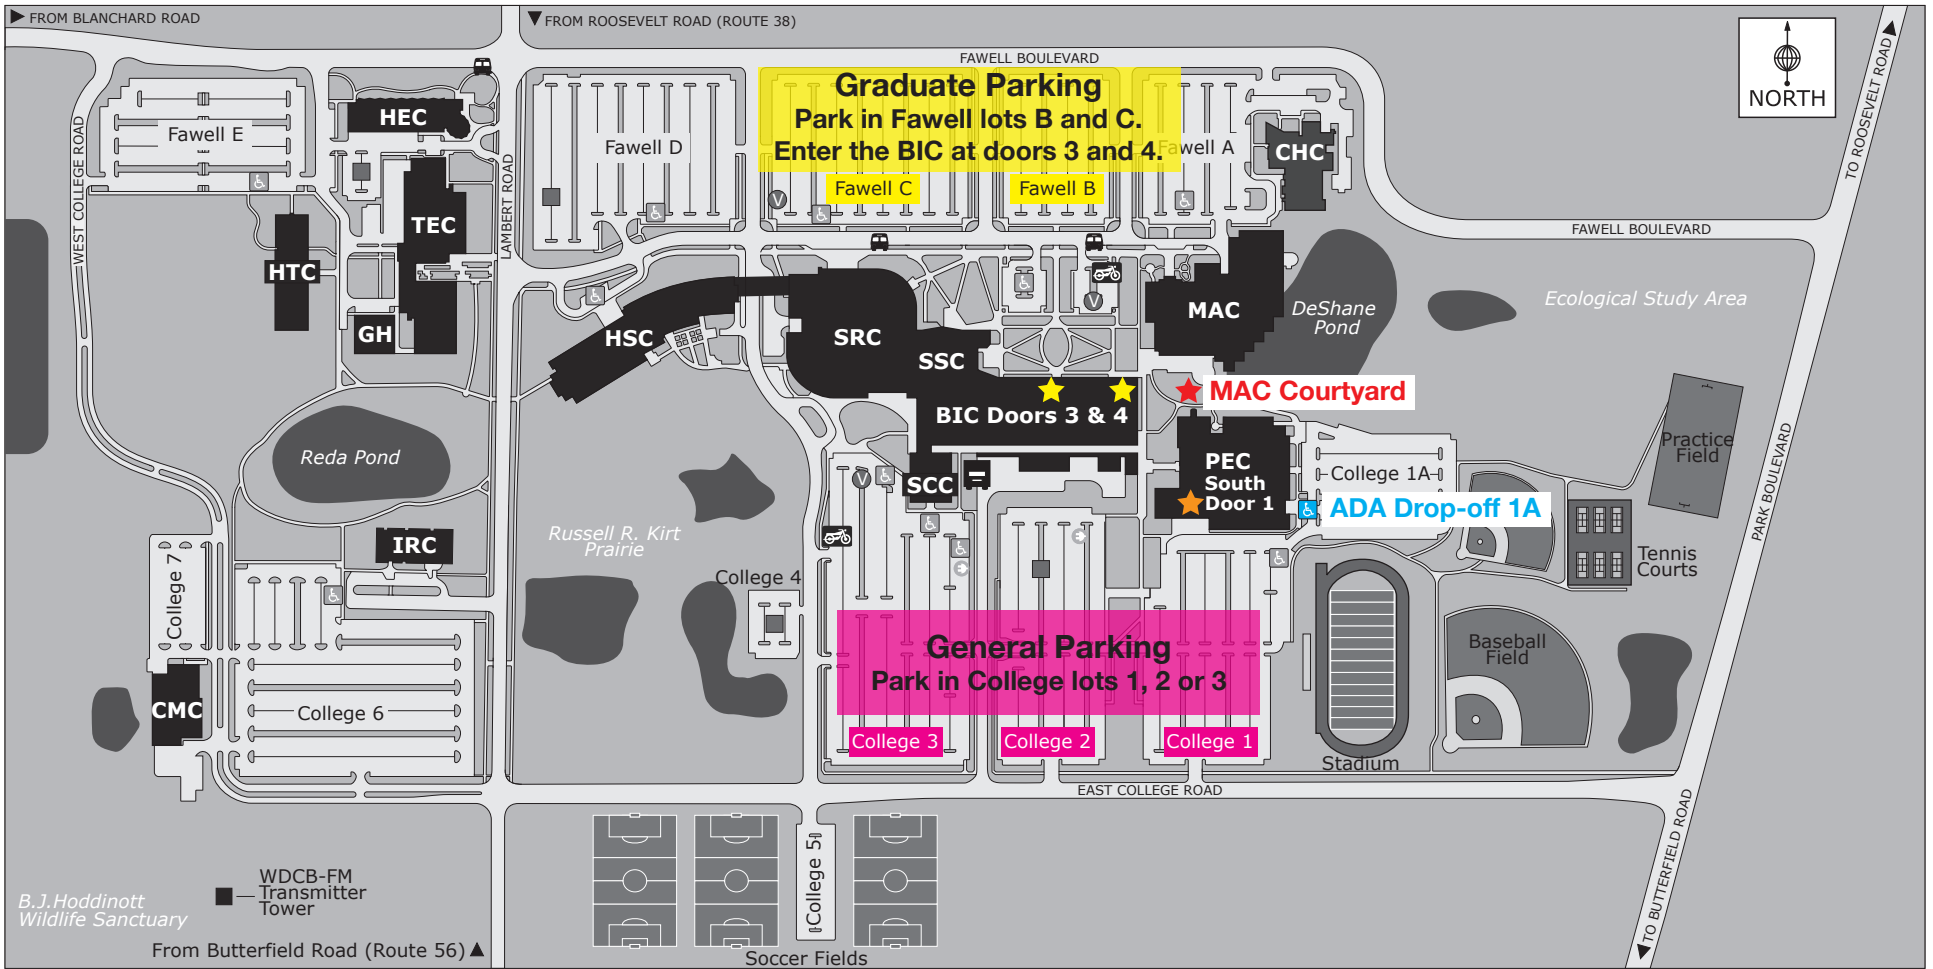 FROM BLANCHARD ROAD
FROM ROOSEVELT ROAD (ROUTE 38)
FAWELL BOULEVARD
NORTH
TO ROOSEVELT ROAD
Graduate Parking
Park in Fawell lots B and C.
Enter the BIC at doors 3 and 4.
Fawell E
HEC
Fawell D
Fawell A
CHC
Fawell C
Fawell B
V
WEST COLLEGE ROAD
LAMBERT ROAD
TEC
FAWELL BOULEVARD
HTC
GH
HSC
SRC
SSC
V
MAC
DeShane
Pond
Ecological Study Area
MAC Courtyard
BIC Doors 3 & 4
Reda Pond
PEC
South
Door 1
College 1A
Practice
Field
PARK BOULEVARD
V
SCC
ADA Drop-off 1A
Russell R. Kirt
Prairie
IRC
College 7
College 4
Tennis
Courts
General Parking
Park in College lots 1, 2 or 3
Baseball
Field
CMC
College 6
College 3
College 2
College 1
Stadium
EAST COLLEGE ROAD
TO BUTTERFIELD ROAD
College 5
WDCB-FM
Transmitter
Tower
B.J.Hoddinott
Wildlife Sanctuary
From Butterfield Road (Route 56)
Soccer Fields